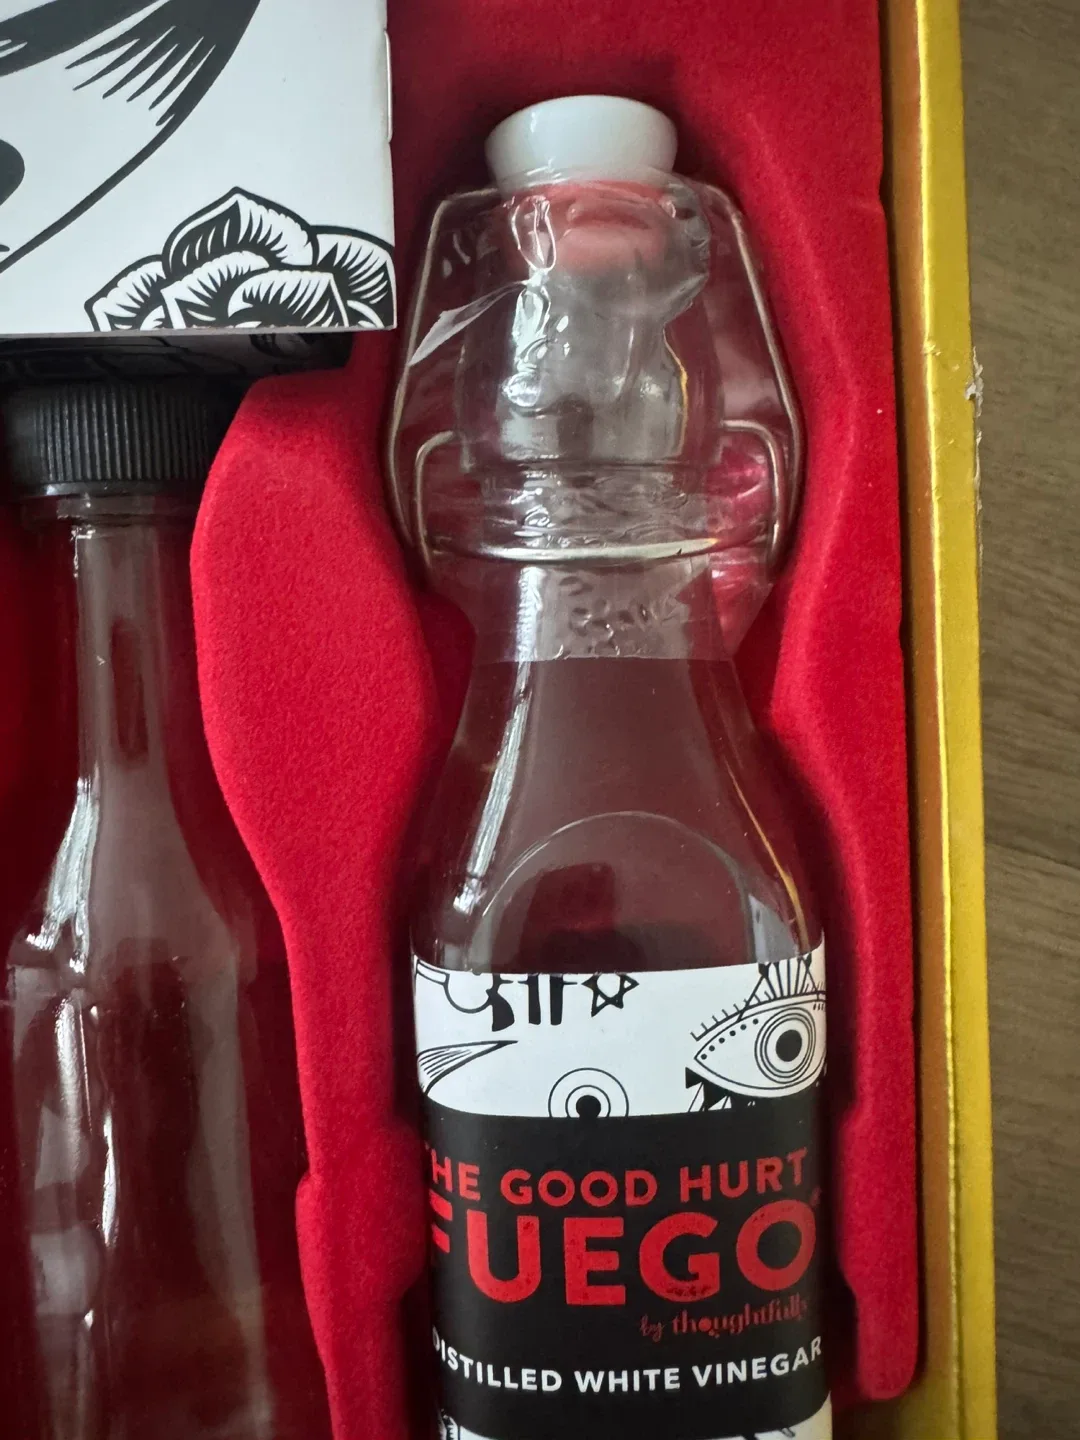 THE GOOD HURT
FUEGO
by thoughtfully
DISTILLED WHITE VINEGAR